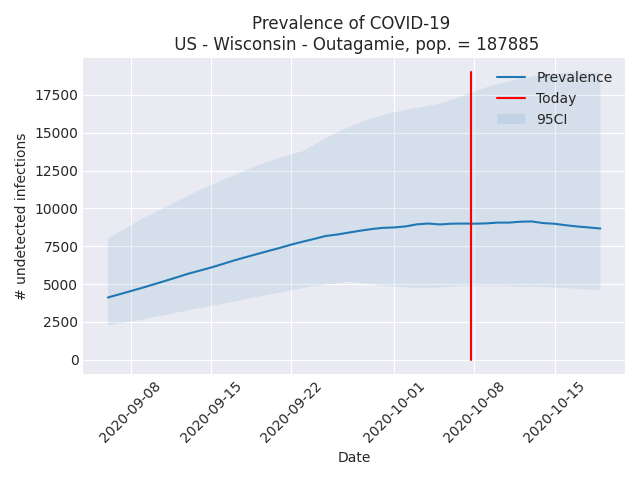 Prevalence of COVID-19
US - Wisconsin - Outagamie, pop. = 187885
Prevalence
Today
95CI
17500
15000
12500
10000
7500
5000
2500
0
# undetected infections
2020-09-08
2020-09-15
2020-09-22
2020-10-01
2020-10-08
2020-10-15
Date